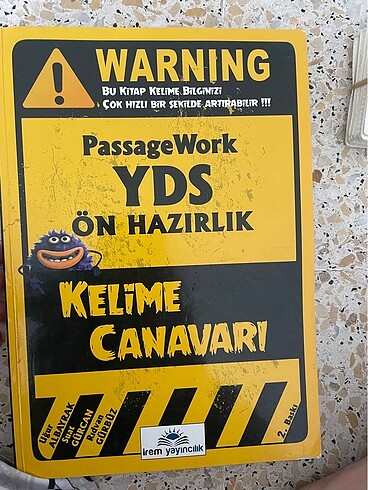 WARNING
BU KİTAP KELİME BİLGİNİZİ
ÇOK HIZLI BİR ŞEKİLDE ARTIRABİLİR !!!
PassageWork
YDS
ÖN HAZIRLIK
KELİME
CANAVARI
Uğur
ALBAYRAK
Suat
GÜRCAN
Rıdvan
GÜRBÜZ
irem yayıncılık
2. Baskı